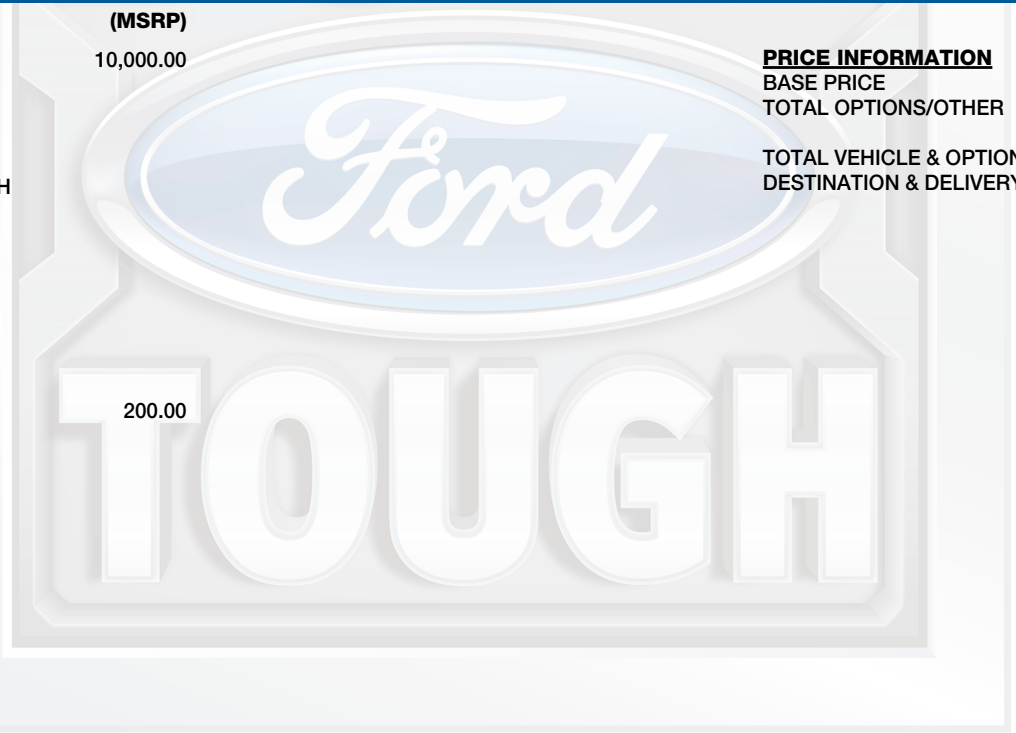 (MSRP)
10,000.00
PRICE INFORMATION
BASE PRICE
TOTAL OPTIONS/OTHER
TOTAL VEHICLE & OPTION
DESTINATION & DELIVERY
H
Ford
200.00
TOUGH